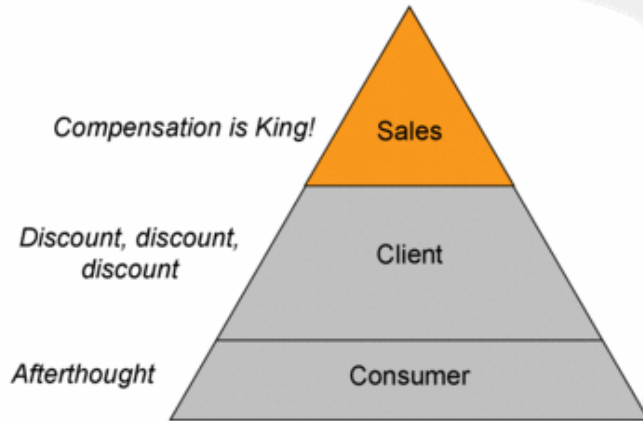 Compensation is King!
Sales
Discount, discount,
discount
Client
Afterthought
Consumer